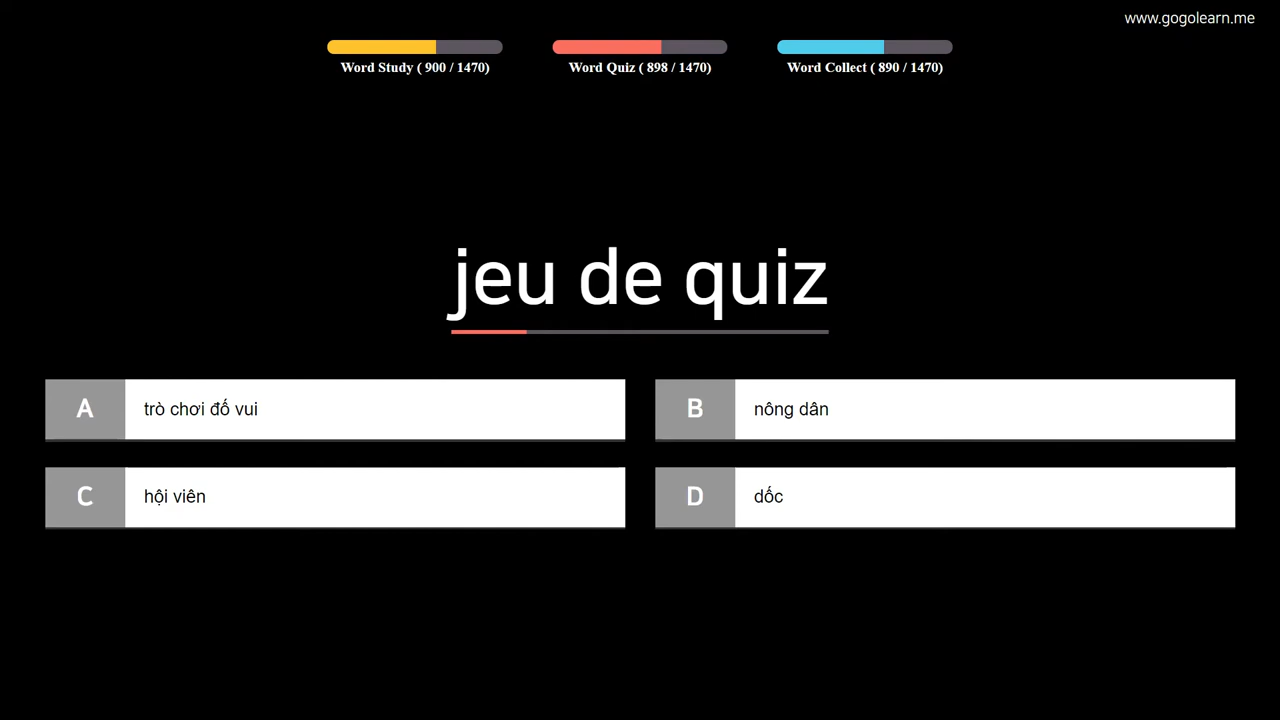 www.gogolearn.me
Word Study ( 900 / 1470)
Word Quiz ( 898 / 1470)
Word Collect ( 890 / 1470)
jeu de quiz
A trò chơi đố vui
B nông dân
C hội viên
D dốc